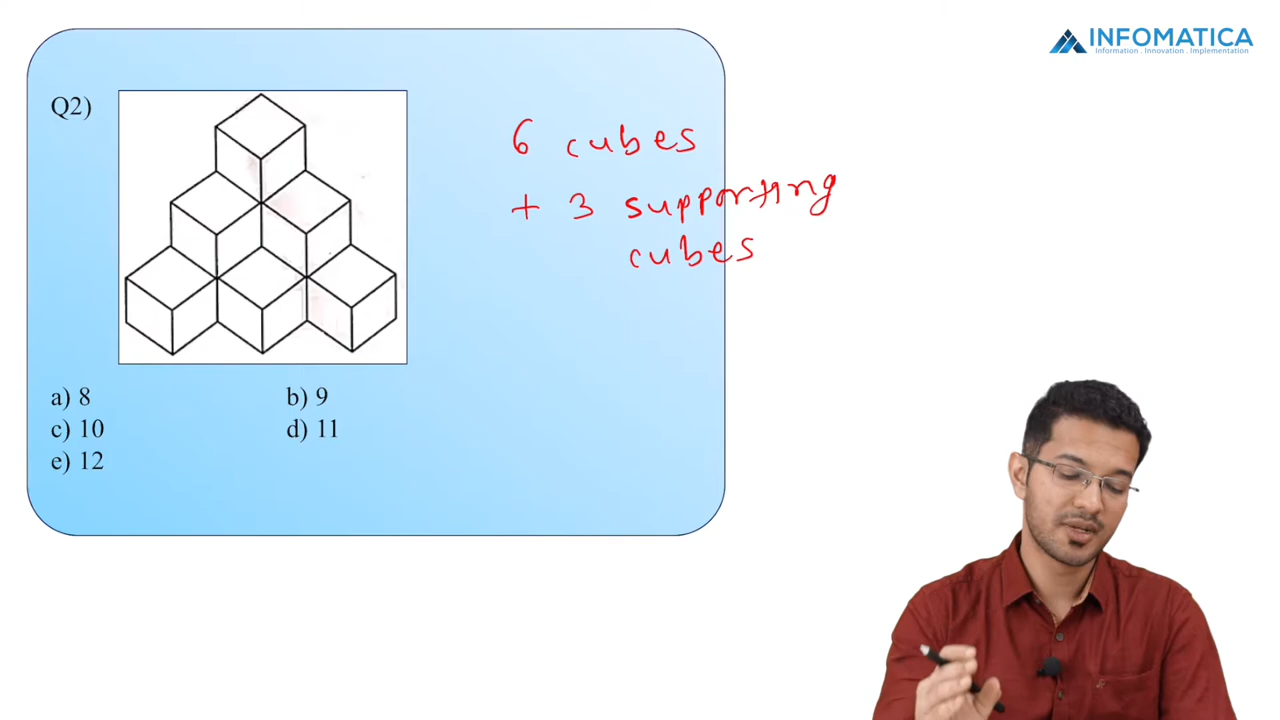 INFOMATICA
Information . Innovation . Implementation
Q2)
6 cubes
+ 3 supporting
cubes
a) 8
b) 9
c) 10
d) 11
e) 12